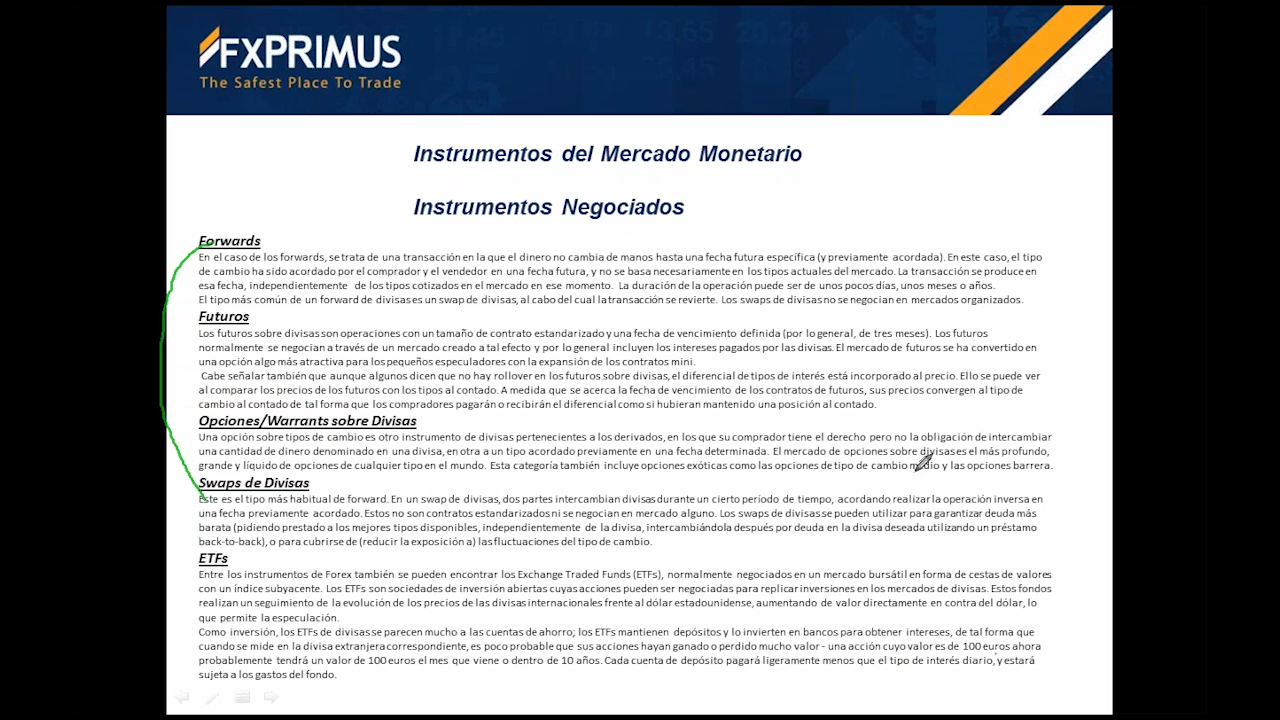 FXPRIMUS
The Safest Place To Trade
Instrumentos del Mercado Monetario
Instrumentos Negociados
Forwards
En el caso de los forwards, se trata de una transacción en la que el dinero no cambia de manos hasta una fecha futura específica (y previamente acordada). En este caso, el tipo
de cambio ha sido acordado por el comprador y el vendedor en una fecha futura, y no se basa necesariamente en los tipos actuales del mercado. La transacción se produce en
esa fecha, independientemente de los tipos cotizados en el mercado en ese momento. La duración de la operación puede ser de unos pocos días, unos meses o años.
El tipo más común de un forward de divisas es un swap de divisas, al cabo del cual la transacción se revierte. Los swaps de divisas no se negocian en mercados organizados.
Futuros
Los futuros sobre divisas son operaciones con un tamaño de contrato estandarizado y una fecha de vencimiento definida (por lo general, de tres meses). Los futuros
normalmente se negocian a través de un mercado creado a tal efecto y por lo general incluyen los intereses pagados por las divisas. El mercado de futuros se ha convertido en
una opción algo más atractiva para los pequeños especuladores con la expansión de los contratos mini.
Cabe señalar también que aunque algunos dicen que no hay rollover en los futuros sobre divisas, el diferencial de tipos de interés está incorporado al precio. Ello se puede ver
al comparar los precios de los futuros con los tipos al contado. A medida que se acerca la fecha de vencimiento de los contratos de futuros, sus precios convergen al tipo de
cambio al contado de tal forma que los compradores pagarán o recibirán el diferencial como si hubieran mantenido una posición al contado.
Opciones/Warrants sobre Divisas
Una opción sobre tipos de cambio es otro instrumento de divisas pertenecientes a los derivados, en los que su comprador tiene el derecho pero no la obligación de intercambiar
una cantidad de dinero denominado en una divisa, en otra a un tipo acordado previamente en una fecha determinada. El mercado de opciones sobre divisas es el más profundo,
grande y líquido de opciones de cualquier tipo en el mundo. Esta categoría también incluye opciones exóticas como las opciones de tipo de cambio medio y las opciones barrera.
Swaps de Divisas
Este es el tipo más habitual de forward. En un swap de divisas, dos partes intercambian divisas durante un cierto período de tiempo, acordando realizar la operación inversa en
una fecha previamente acordado. Estos no son contratos estandarizados ni se negocian en mercado alguno. Los swaps de divisas se pueden utilizar para garantizar deuda más
barata (pidiendo prestado a los mejores tipos disponibles, independientemente de la divisa, intercambiándola después por deuda en la divisa deseada utilizando un préstamo
back-to-back), o para cubrirse de (reducir la exposición a) las fluctuaciones del tipo de cambio.
ETFs
Entre los instrumentos de Forex también se pueden encontrar los Exchange Traded Funds (ETFs), normalmente negociados en un mercado bursátil en forma de cestas de valores
con un índice subyacente. Los ETFs son sociedades de inversión abiertas cuyas acciones pueden ser negociadas para replicar inversiones en los mercados de divisas. Estos fondos
realizan un seguimiento de la evolución de los precios de las divisas internacionales frente al dólar estadounidense, aumentando de valor directamente en contra del dólar, lo
que permite la especulación.
Como inversión, los ETFs de divisas se parecen mucho a las cuentas de ahorro; los ETFs mantienen depósitos y lo invierten en bancos para obtener intereses, de tal forma que
cuando se mide en la divisa extranjera correspondiente, es poco probable que sus acciones hayan ganado o perdido mucho valor - una acción cuyo valor es de 100 euros ahora
probablemente tendrá un valor de 100 euros el mes que viene o dentro de 10 años. Cada cuenta de depósito pagará ligeramente menos que el tipo de interés diario, y estará
sujeta a los gastos del fondo.